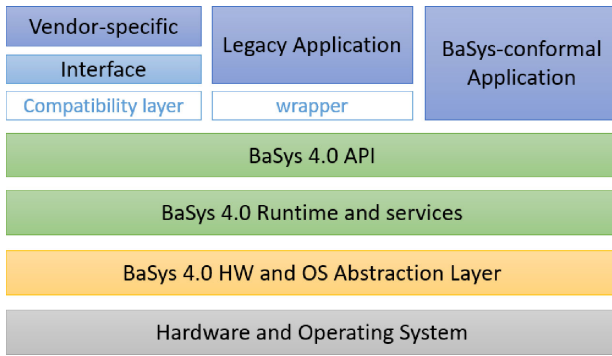 Vendor-specific
Interface
Compatibility layer
Legacy Application
wrapper
BaSys-conformal
Application
BaSys 4.0 API
BaSys 4.0 Runtime and services
BaSys 4.0 HW and OS Abstraction Layer
Hardware and Operating System